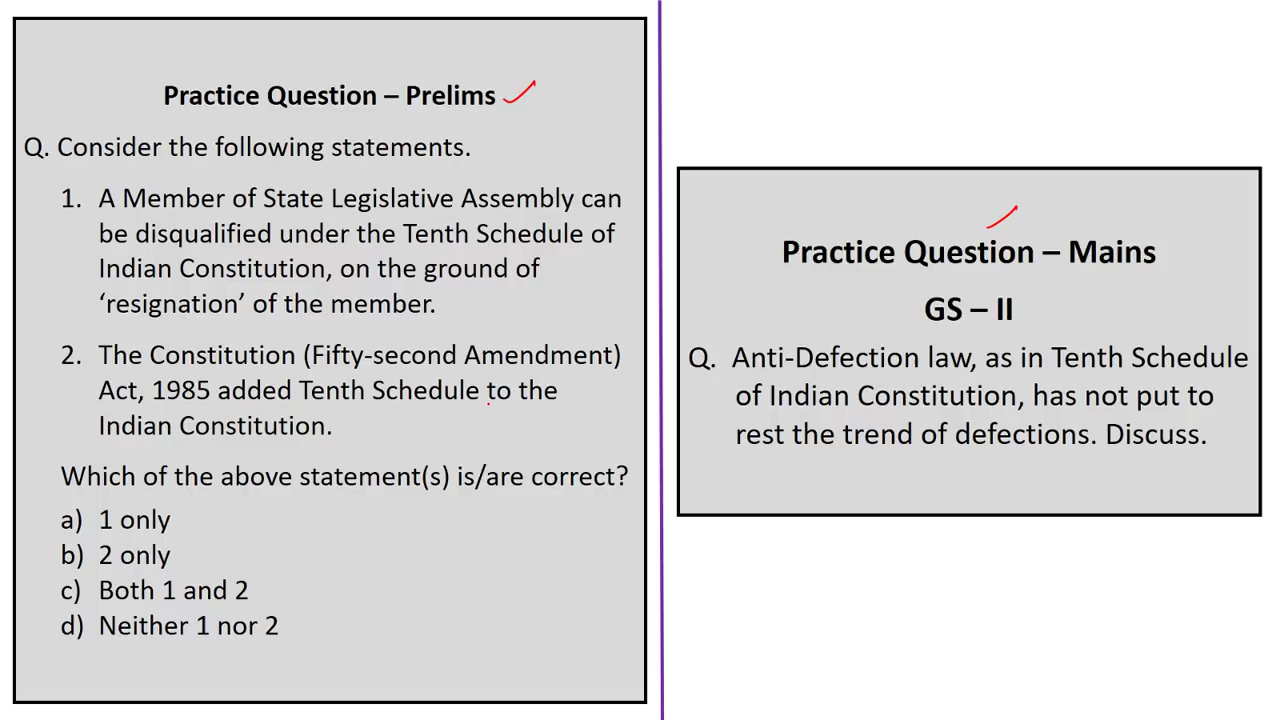 Practice Question – Prelims
Q. Consider the following statements.
1. A Member of State Legislative Assembly can
be disqualified under the Tenth Schedule of
Indian Constitution, on the ground of
‘resignation’ of the member.
2. The Constitution (Fifty-second Amendment)
Act, 1985 added Tenth Schedule to the
Indian Constitution.
Which of the above statement(s) is/are correct?
a) 1 only
b) 2 only
c) Both 1 and 2
d) Neither 1 nor 2
Practice Question – Mains
GS – II
Q. Anti-Defection law, as in Tenth Schedule
of Indian Constitution, has not put to
rest the trend of defections. Discuss.